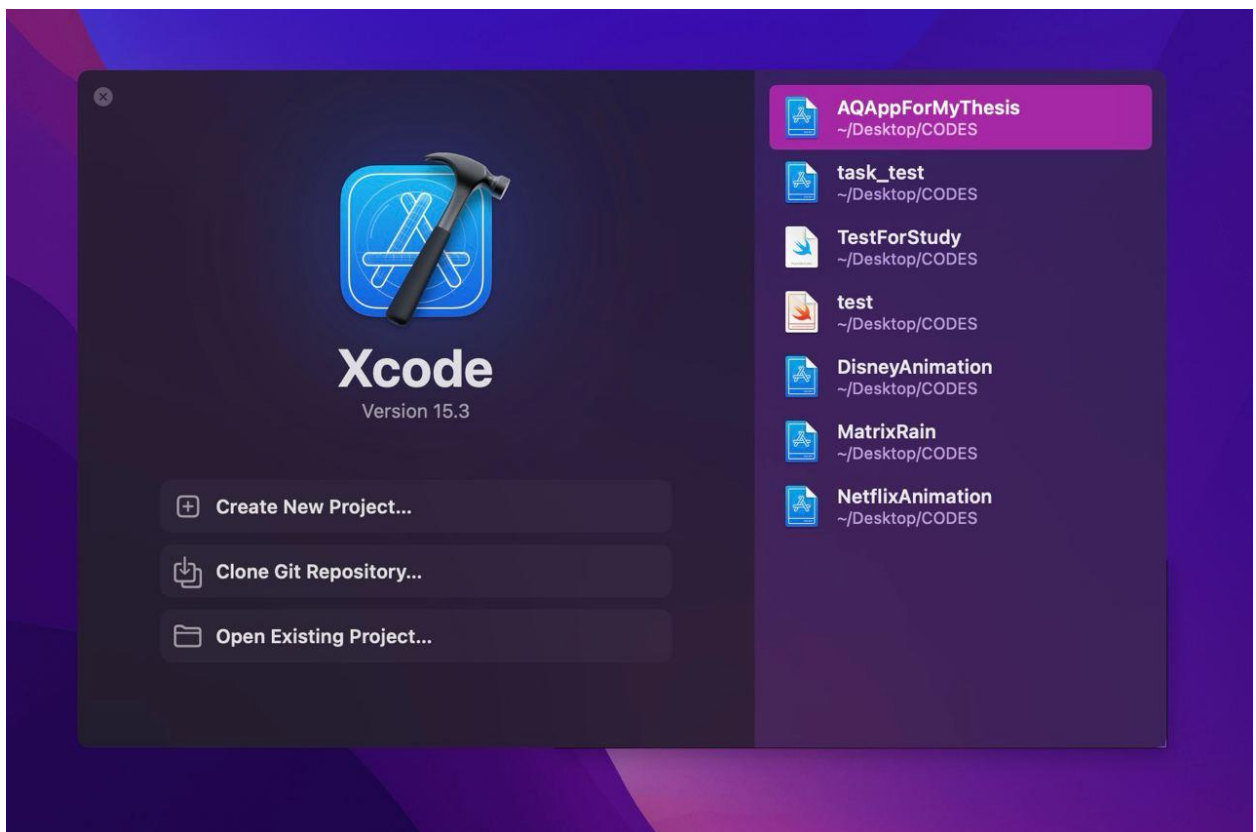 Xcode
Version 15.3
Create New Project...
Clone Git Repository...
Open Existing Project...
AQAppForMyThesis
~/Desktop/CODES
task_test
~/Desktop/CODES
TestForStudy
~/Desktop/CODES
test
~/Desktop/CODES
DisneyAnimation
~/Desktop/CODES
MatrixRain
~/Desktop/CODES
NetflixAnimation
~/Desktop/CODES